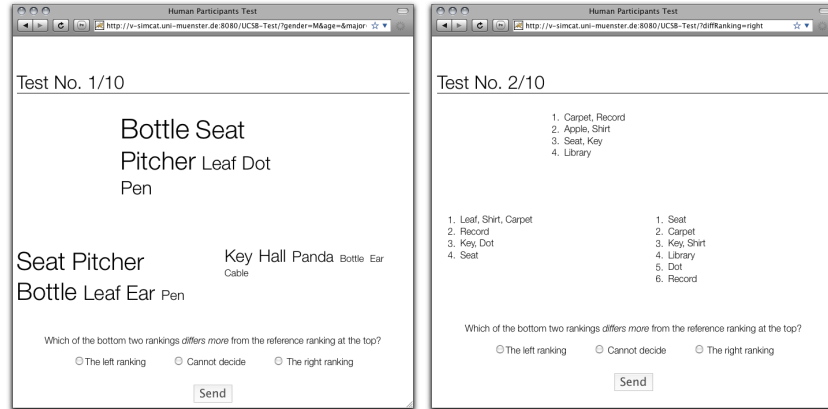 Human Participants Test
http://v-simcat.uni-muenster.de:8080/UCSB-Test/?gender=M&age=&major
Test No. 1/10
Bottle Seat
Pitcher Leaf Dot
Pen
Seat Pitcher
Bottle Leaf Ear Pen
Key Hall Panda Bottle Ear
Cable
Which of the bottom two rankings differs more from the reference ranking at the top?
The left ranking Cannot decide The right ranking
Send
Human Participants Test
http://v-simcat.uni-muenster.de:8080/UCSB-Test/?diffRanking=right
Test No. 2/10
1. Carpet, Record
2. Apple, Shirt
3. Seat, Key
4. Library
1. Leaf, Shirt, Carpet
2. Record
3. Key, Dot
4. Seat
1. Seat
2. Carpet
3. Key, Shirt
4. Library
5. Dot
6. Record
Which of the bottom two rankings differs more from the reference ranking at the top?
The left ranking Cannot decide The right ranking
Send